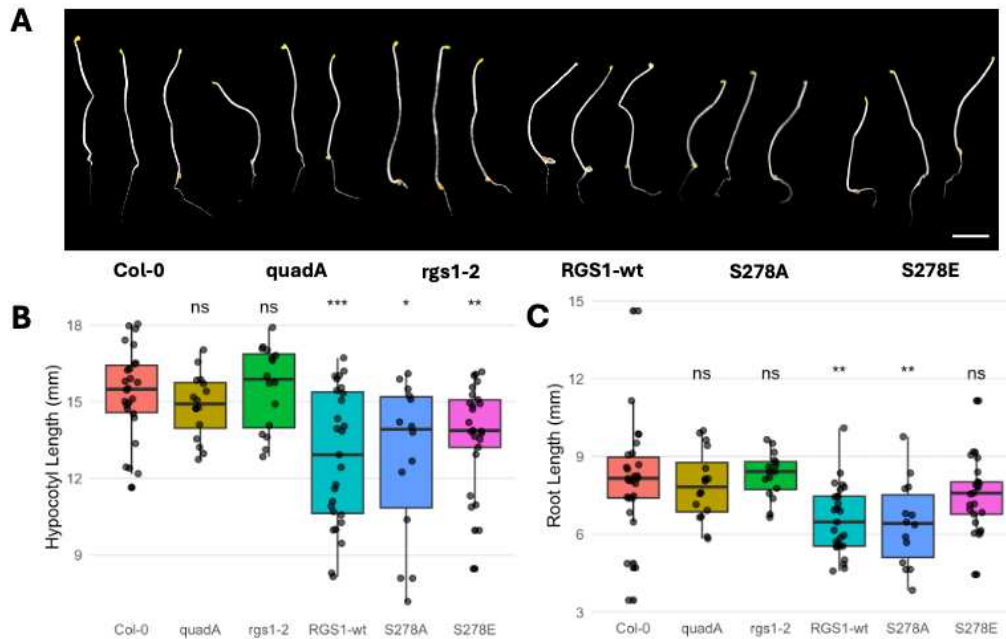 A
Col-0 quadA rgs1-2 RGS1-wt S278A S278E
B
Hypocotyl Length (mm)
18
15
12
9
ns ns *** * **
Col-0 quadA rgs1-2 RGS1-wt S278A S278E
C
Root Length (mm)
15
12
9
6
3
ns ns ** ** ns
Col-0 quadA rgs1-2 RGS1-wt S278A S278E